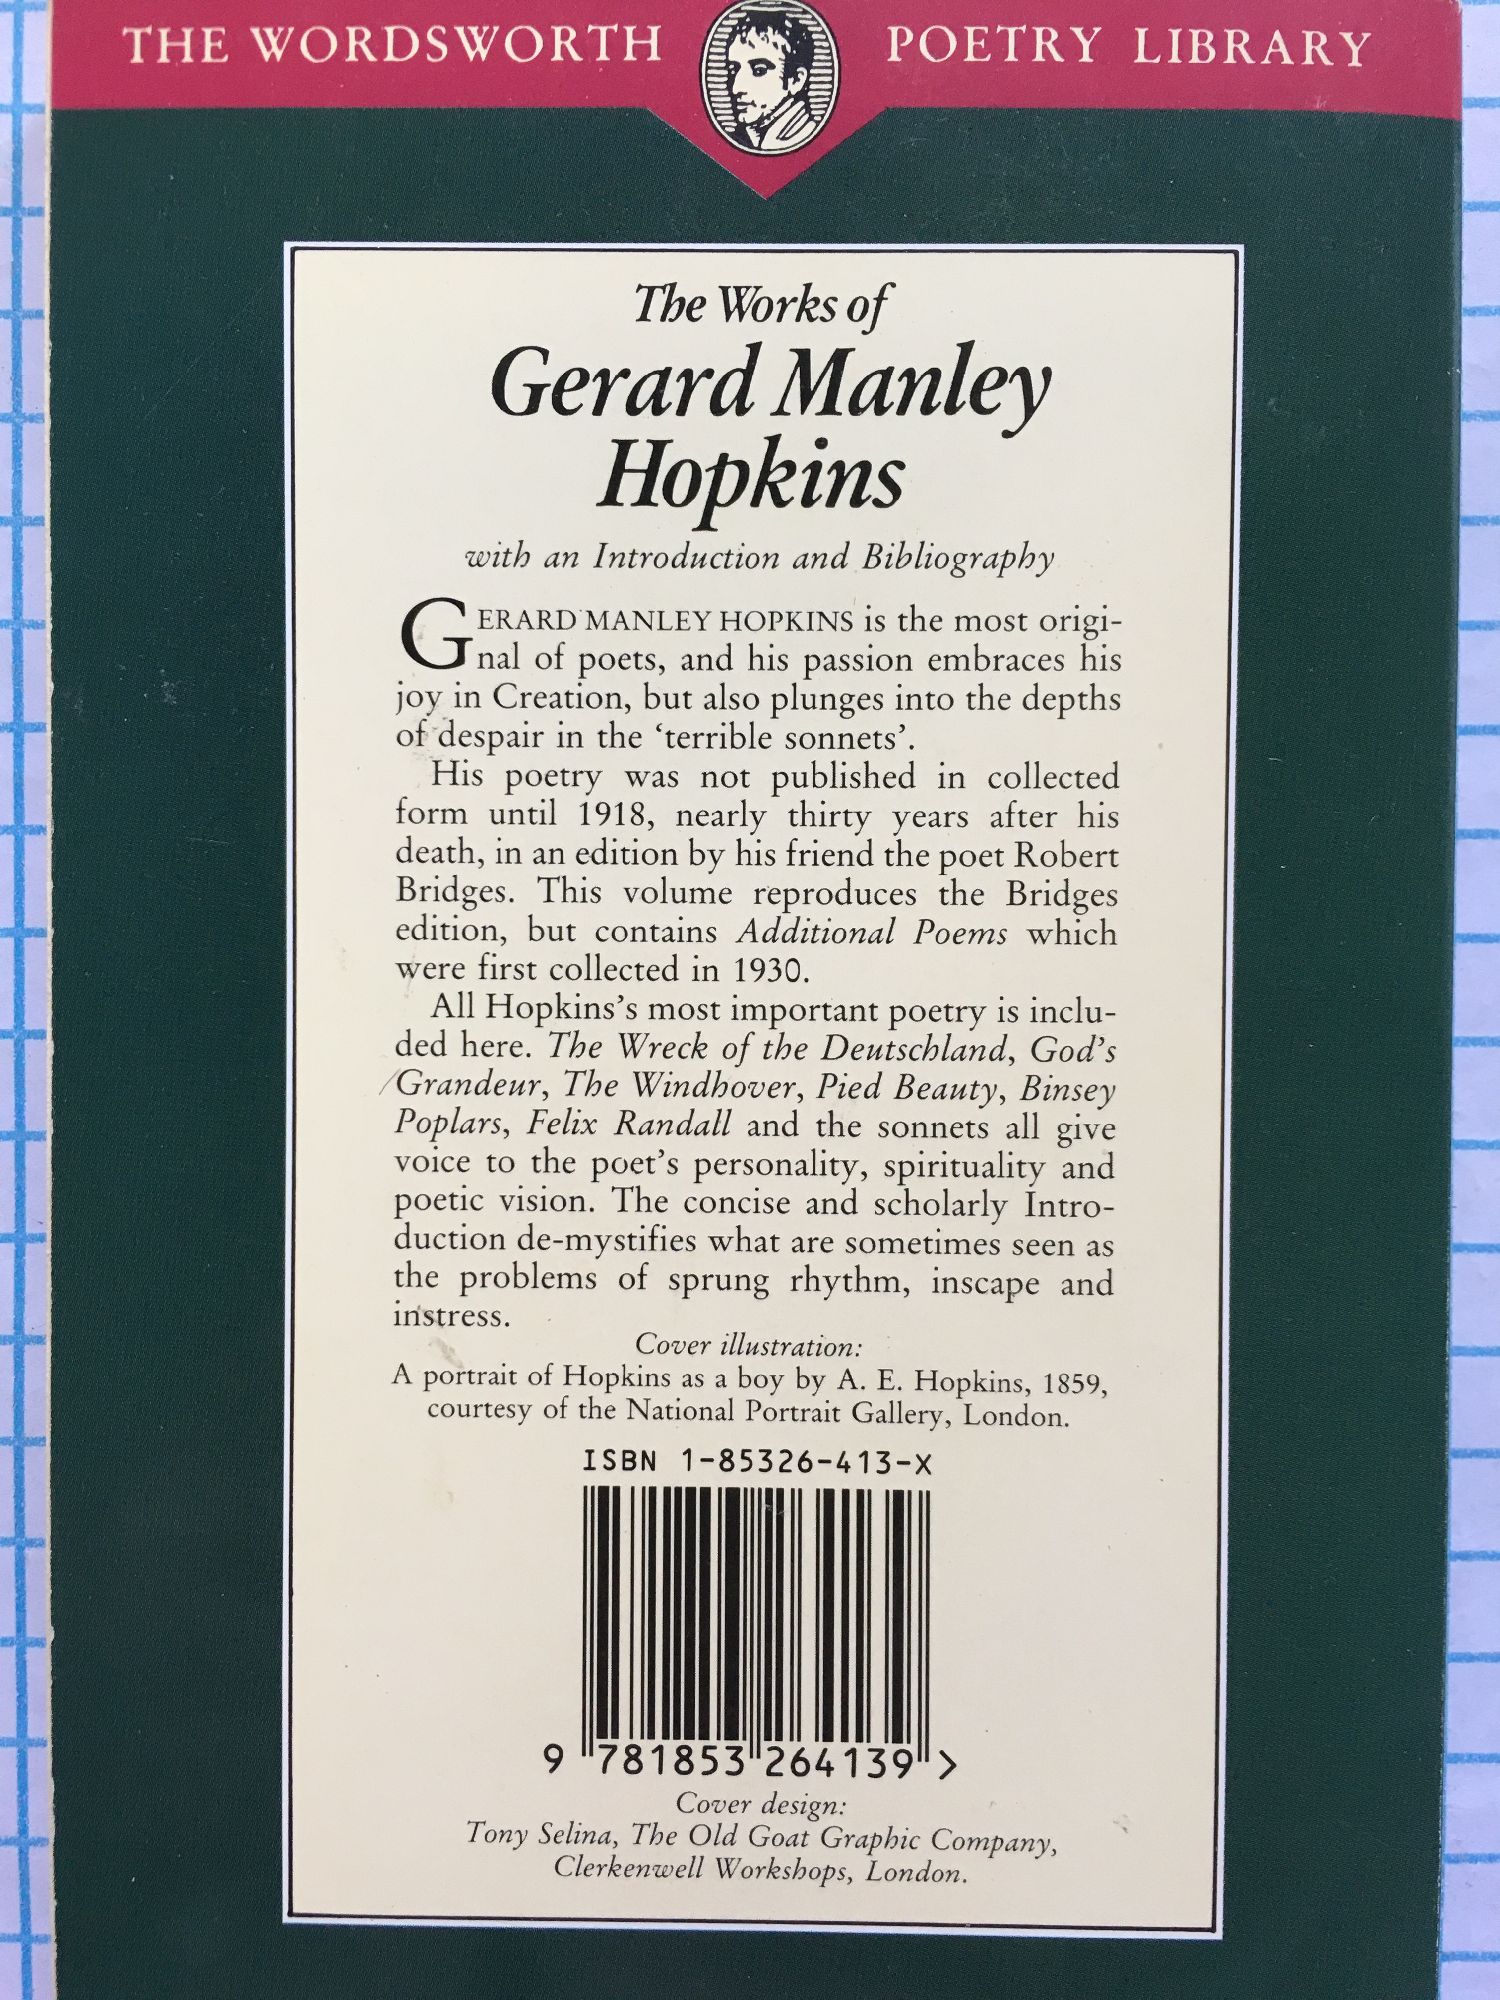 THE WORDSWORTH POETRY LIBRARY
The Works of
Gerard Manley
Hopkins
with an Introduction and Bibliography
GERARD MANLEY HOPKINS is the most origi-
nal of poets, and his passion embraces his
joy in Creation, but also plunges into the depths
of despair in the ‘terrible sonnets’.
His poetry was not published in collected
form until 1918, nearly thirty years after his
death, in an edition by his friend the poet Robert
Bridges. This volume reproduces the Bridges
edition, but contains Additional Poems which
were first collected in 1930.
All Hopkins’s most important poetry is inclu-
ded here. The Wreck of the Deutschland, God’s
Grandeur, The Windhover, Pied Beauty, Binsey
Poplars, Felix Randall and the sonnets all give
voice to the poet’s personality, spirituality and
poetic vision. The concise and scholarly Intro-
duction de-mystifies what are sometimes seen as
the problems of sprung rhythm, inscape and
instress.
Cover illustration:
A portrait of Hopkins as a boy by A. E. Hopkins, 1859,
courtesy of the National Portrait Gallery, London.
ISBN 1-85326-413-X
9 781853 264139 >
Cover design:
Tony Selina, The Old Goat Graphic Company,
Clerkenwell Workshops, London.